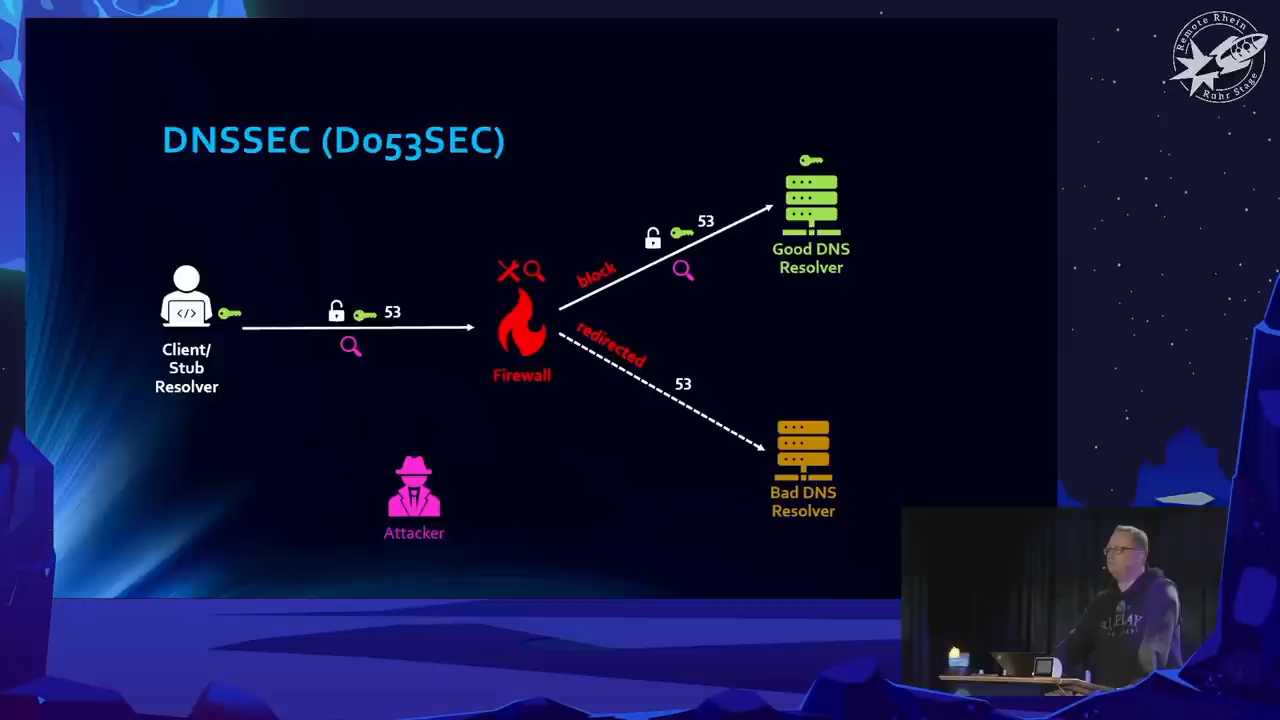 Remote Rhein
Ruhr Stage
DNSSEC (Do53SEC)
53
Good DNS
Resolver
block
53
redirected
Client/
Stub
Resolver
Firewall
53
Bad DNS
Resolver
Attacker